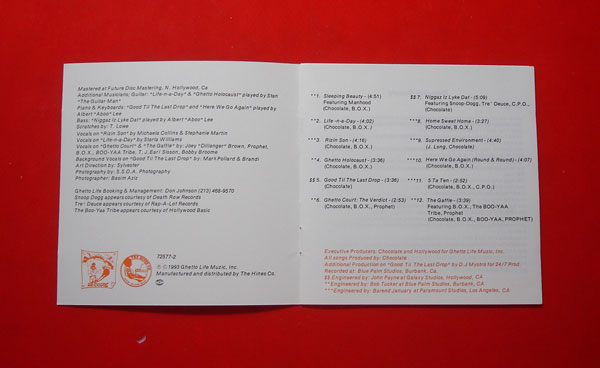 Mastered at Future Disc Mastering, N. Hollywood, Ca
Additional Musicians; Guitar: "Life-n-a-Day" & "Ghetto Holocaust" played by Stan
"The Guitar Man"
Piano & Keyboards: "Good Til The Last Drop" and "Here We Go Again" played by
Albert "Aboo" Lee
Bass: "Niggaz Iz Lyke Dat" played by Albert "Aboo" Lee
Scratches by: T. Lowe
Vocals on "Rizin Son" by Michaela Collins & Stephanie Martin
Vocals on "Life-n-a-Day" by Starla Williams
Vocals on "Ghetto Court" & "The Gaffle" by: Joey "Dillanger" Brown, Prophet,
B.O.X., BOO-YAA Tribe, T. J., Earl Sisson, Bobby Broome
Background Vocals on "Good Til The Last Drop" by: Mark Pollard & Brandi
Art Direction by: Sylvester
Photography by: S.S.D.A. Photography
Photographer: Basim Aziz
Ghetto Life Booking & Management: Don Johnson (213) 468-9570
Snoop Dogg appears courtesy of Death Row Records
Tre' Deuce appears courtesy of Rap-A-Lot Records
The Boo-Yaa Tribe appears courtesy of Hollywood Basic
72577-2
℗ © 1993 Ghetto Life Muzic, Inc.
Manufactured and distributed by The Hines Co.
**1. Sleeping Beauty - (4:51)
Featuring Manhood
(Chocolate, B.O.X.)
**2. Life-n-a-Day - (4:02)
(Chocolate, B.O.X.)
***3. Rizin Son - (4:16)
(Chocolate, B.O.X.)
**4. Ghetto Holocaust - (3:36)
(Chocolate, B.O.X.)
$$ 5. Good Til The Last Drop - (3:36)
(Chocolate)
**6. Ghetto Court: The Verdict - (2:53)
(Chocolate, B.O.X., Prophet)
$$ 7. Niggaz Iz Lyke Dat - (5:09)
Featuring Snoop-Dogg, Tre' Deuce, C.P.O.,
(Chocolate)
***8. Home Sweet Home - (3:37)
(Chocolate, B.O.X.)
***9. Supressed Environment - (4:40)
(J. Long, Chocolate)
***10. Here We Go Again (Round & Round) - (4:07)
(Chocolate, B.O.X.)
***11. 5 Ta Ten - (2:52)
(Chocolate, B.O.X., C.P.O.)
***12. The Gaffle - (3:39)
Featuring B.O.X., The BOO-YAA
Tribe, Prophet
(Chocolate, B.O.X., BOO-YAA, PROPHET)
Executive Producers: Chocolate and Hollywood for Ghetto Life Muzic, Inc.
All songs Produced by: Chocolate
Additional Production on "Good Til The Last Drop" by D.J Mystro for 24/7 Prod.
Recorded at: Blue Palm Studios, Burbank, Ca.
$$ Engineered by: John Payne at Galaxy Studios, Hollywood, CA
**Engineered by: Bob Tucker at Blue Palm Studios, Burbank, CA
***Engineered by: Barend January at Paramount Studios, Los Angeles, CA